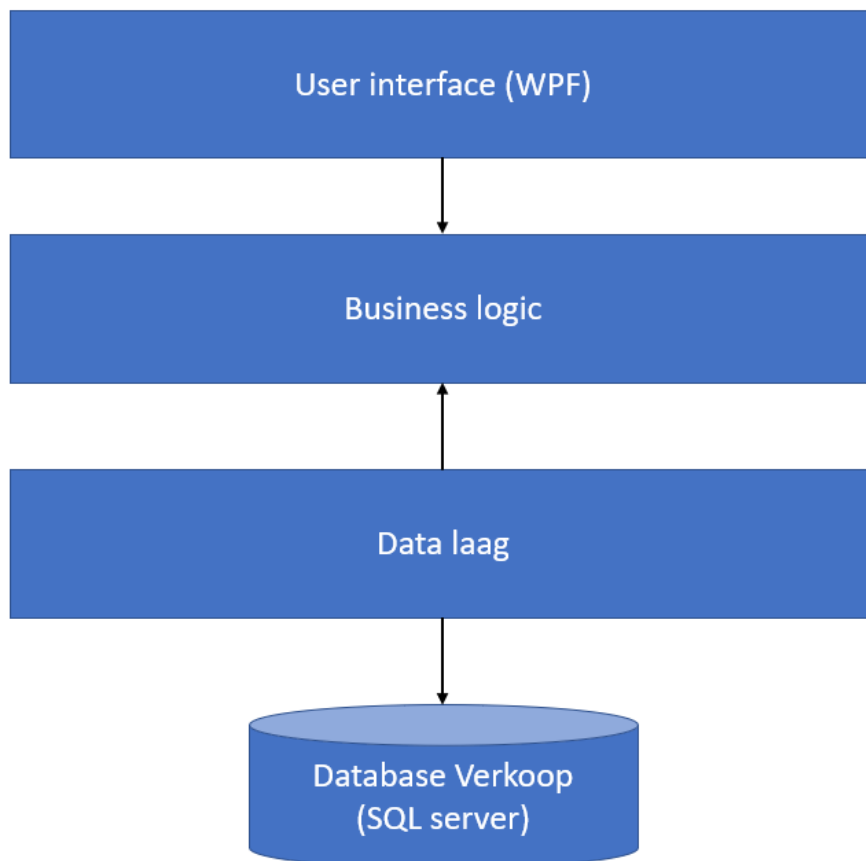 User interface (WPF)
Business logic
Data laag
Database Verkoop
(SQL server)